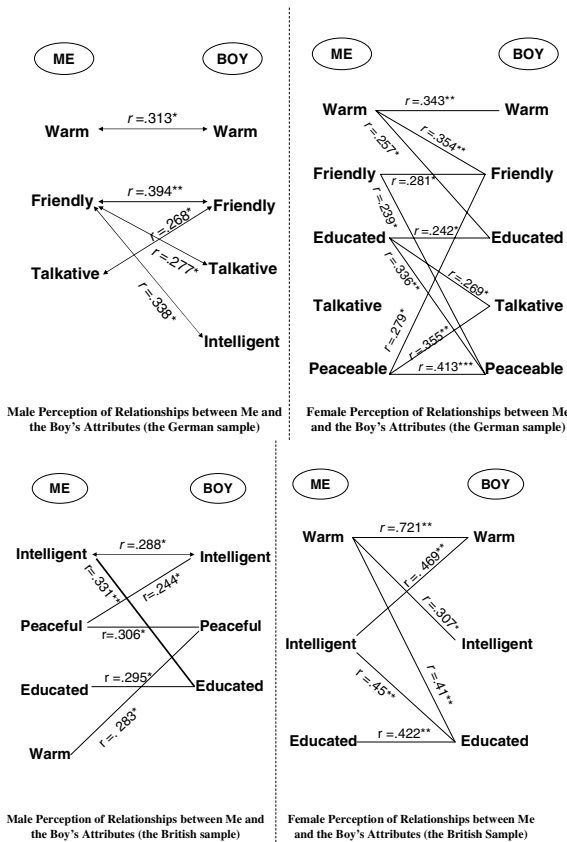 ME
BOY
Warm
r =.313*
Warm
Friendly
r =.394**
Friendly
r=.268*
r=.277*
Talkative
Talkative
r=.338*
Intelligent
Male Perception of Relationships between Me and
the Boy's Attributes (the German sample)
ME
BOY
Warm
r =.343**
Warm
r=.257*
r=.354**
Friendly
r =.281*
Friendly
r=.239*
Educated
r =.242*
Educated
r=.336**
r=.269*
Talkative
Talkative
r=.279*
r=.355**
Peaceable
r =.413***
Peaceable
Female Perception of Relationships between Me
and the Boy's Attributes (the German sample)
ME
BOY
Intelligent
r =.288*
Intelligent
r=.331**
r=.244*
Peaceful
r=.306*
Peaceful
Educated
r =.295*
Educated
r =. 283*
Warm
Male Perception of Relationships between Me and
the Boy's Attributes (the British sample)
ME
BOY
Warm
r =.721**
Warm
r=.469**
r=.307*
Intelligent
Intelligent
r=.45**
r=.41**
Educated
r =.422**
Educated
Female Perception of Relationships between Me
and the Boy's Attributes (the British Sample)